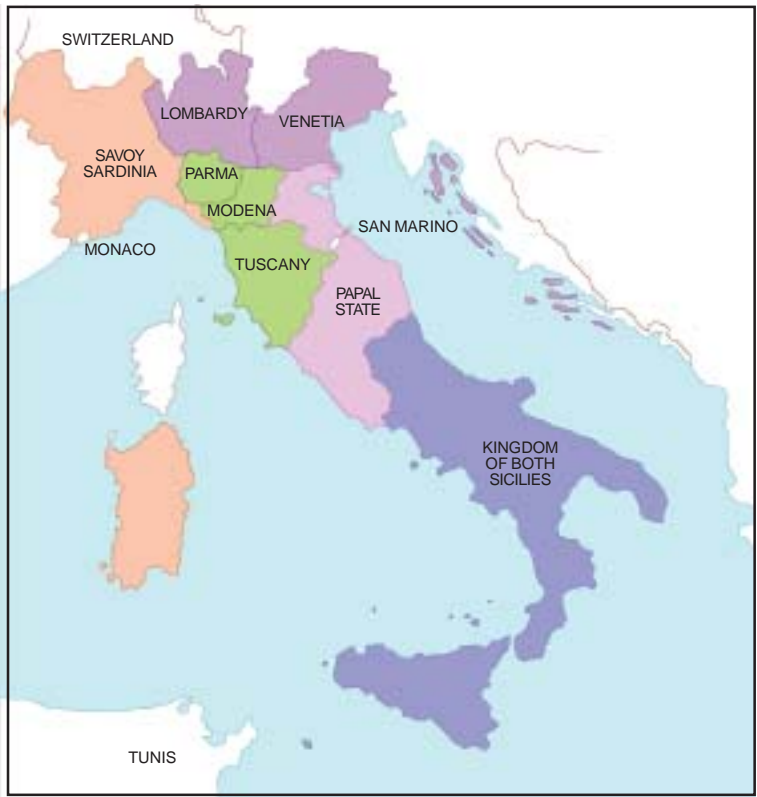 SWITZERLAND
LOMBARDY
VENETIA
SAVOY
SARDINIA
PARMA
MODENA
SAN MARINO
MONACO
TUSCANY
PAPAL
STATE
KINGDOM
OF BOTH
SICILIES
TUNIS